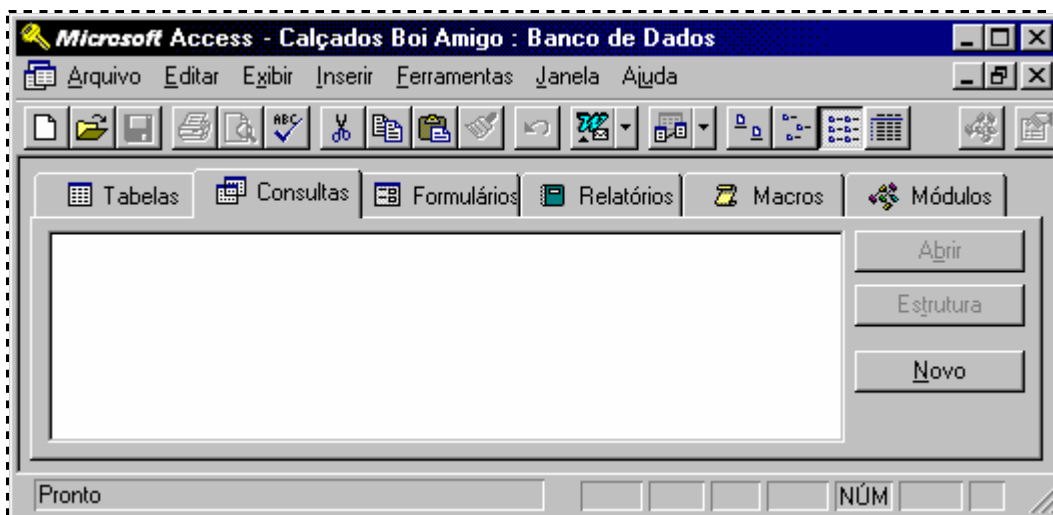 Microsoft Access - Calçados Boi Amigo : Banco de Dados
Arquivo Editar Exibir Inserir Ferramentas Janela Ajuda
ABC
Tabelas Consultas Formulários Relatórios Macros Módulos
Abrir
Estrutura
Novo
Pronto NÚM